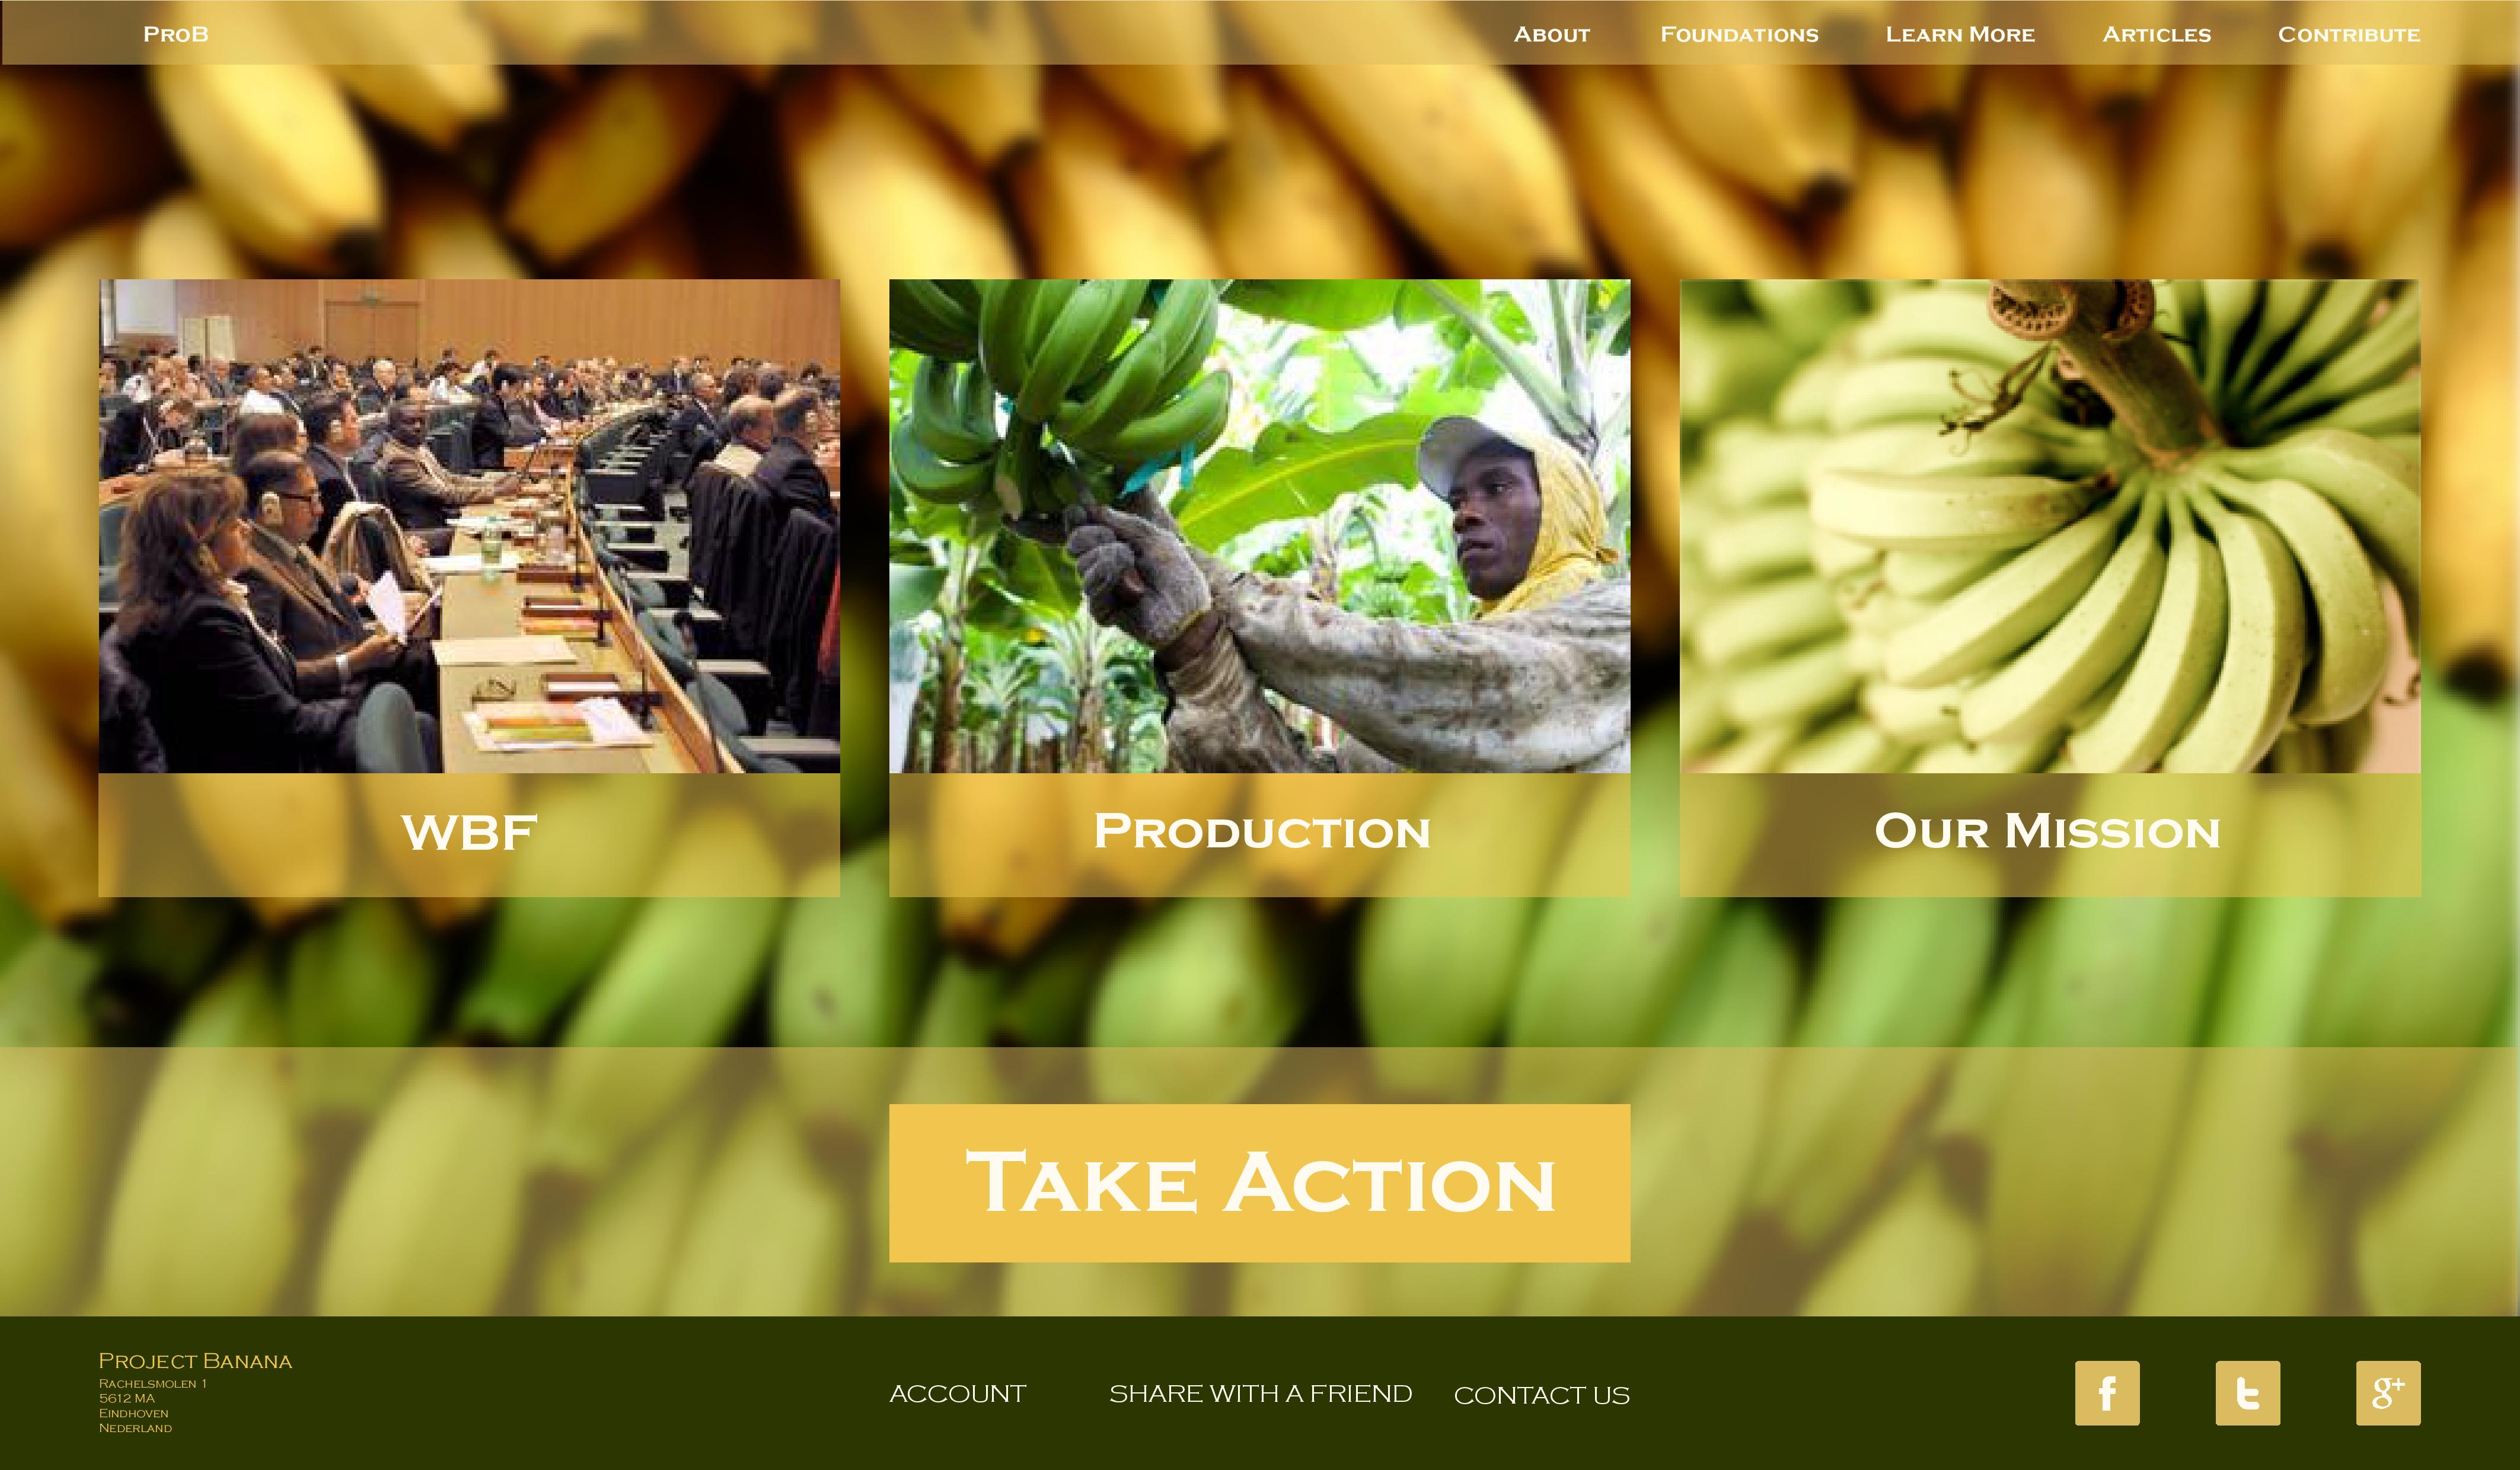 ProB
About
Foundations
Learn More
Articles
Contribute
WBF
Production
Our Mission
Take Action
Project Banana
Rachelsmolen 1
5612 MA
Eindhoven
Nederland
ACCOUNT
SHARE WITH A FRIEND
CONTACT US
f
t
g+